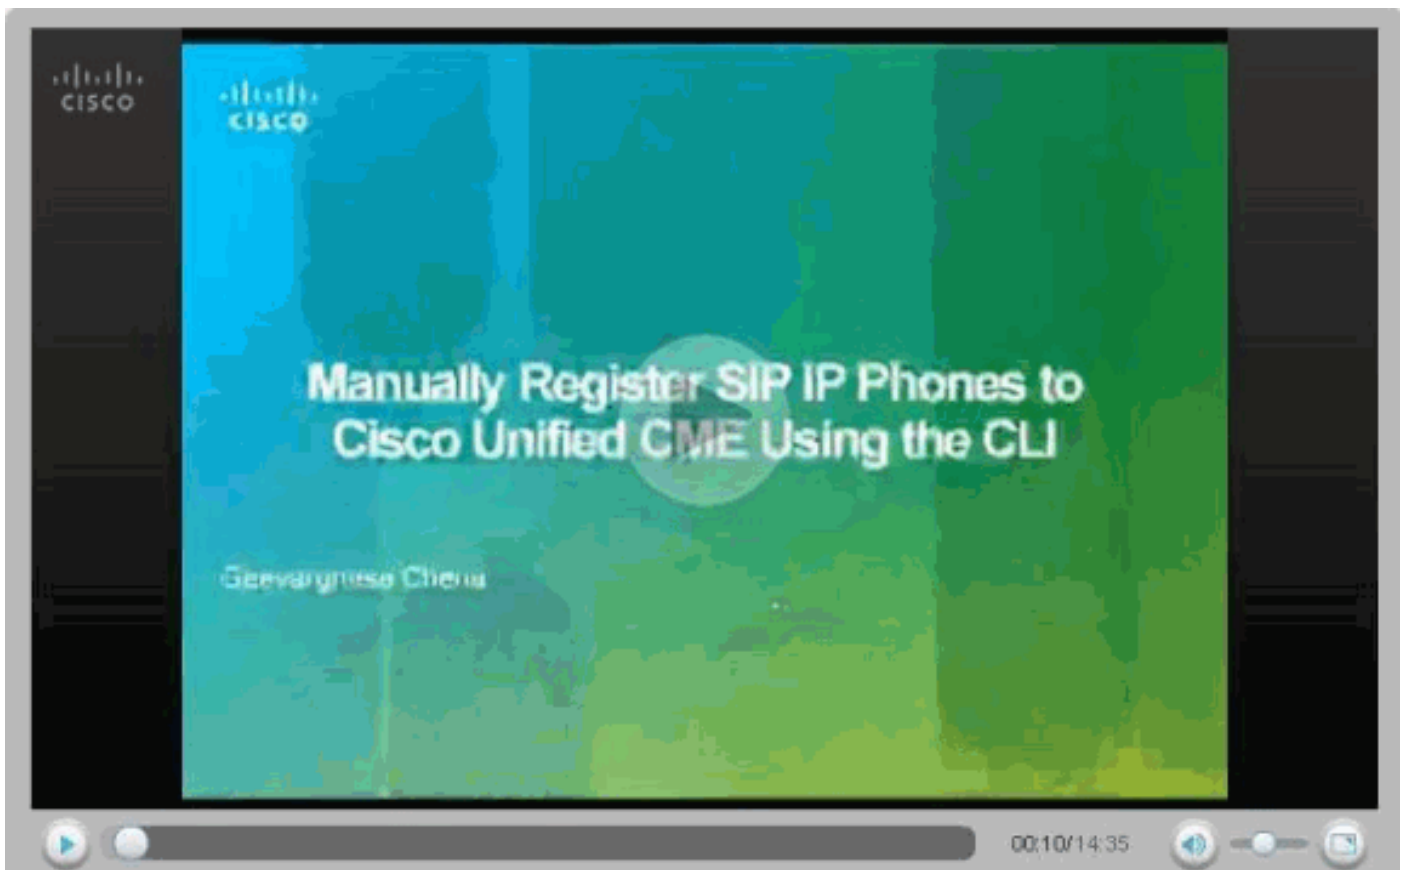 CISCO
CISCO
Manually Register SIP IP Phones to
Cisco Unified CME Using the CLI
00:10/14:35